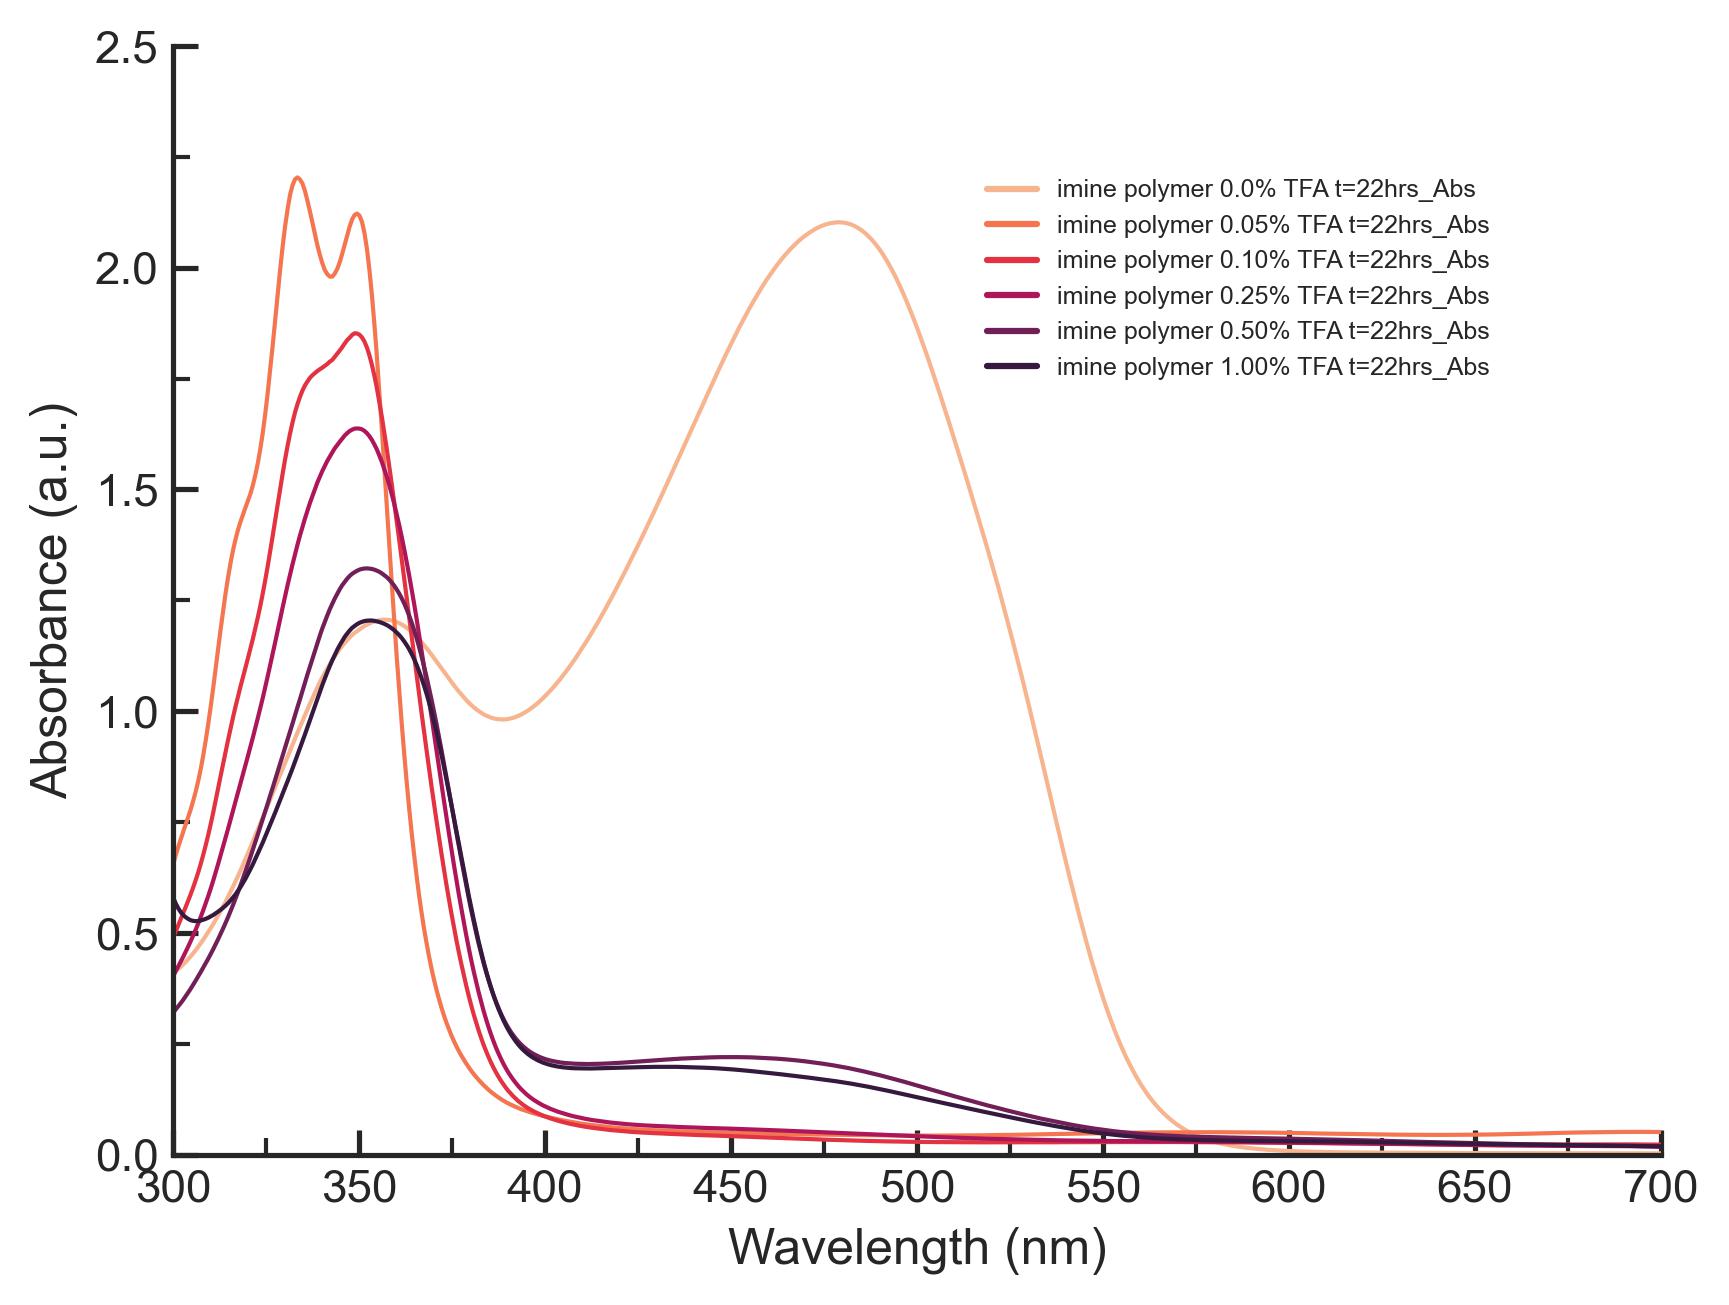 2.5
2.0
1.5
1.0
0.5
0.0
Absorbance (a.u.)
imine polymer 0.0% TFA t=22hrs_Abs
imine polymer 0.05% TFA t=22hrs_Abs
imine polymer 0.10% TFA t=22hrs_Abs
imine polymer 0.25% TFA t=22hrs_Abs
imine polymer 0.50% TFA t=22hrs_Abs
imine polymer 1.00% TFA t=22hrs_Abs
300 350 400 450 500 550 600 650 700
Wavelength (nm)